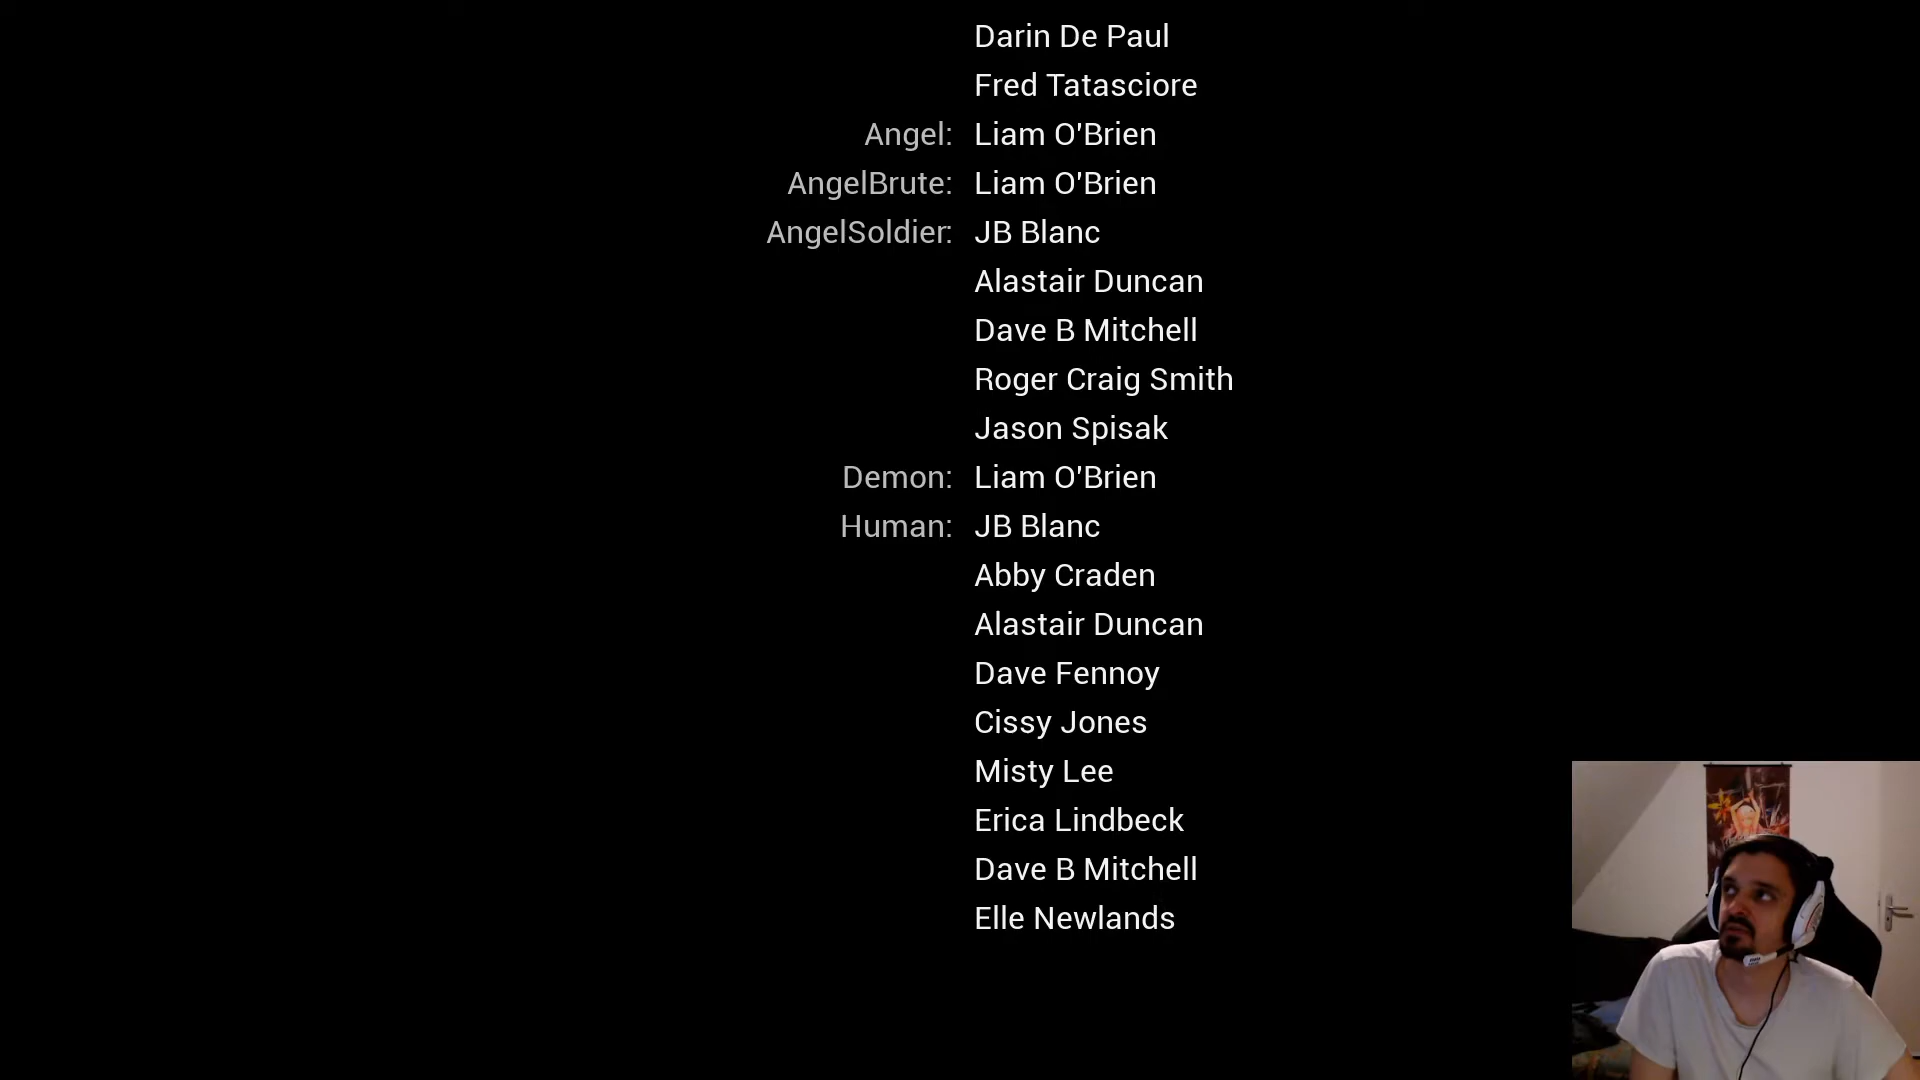 Darin De Paul
Fred Tatasciore
Angel: Liam O'Brien
AngelBrute: Liam O'Brien
AngelSoldier: JB Blanc
Alastair Duncan
Dave B Mitchell
Roger Craig Smith
Jason Spisak
Demon: Liam O'Brien
Human: JB Blanc
Abby Craden
Alastair Duncan
Dave Fennoy
Cissy Jones
Misty Lee
Erica Lindbeck
Dave B Mitchell
Elle Newlands